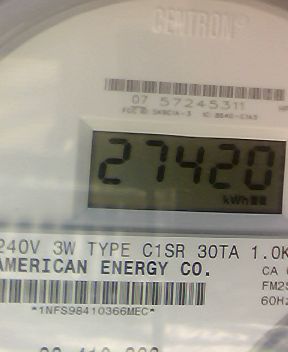 CENTRON®
07 57245311
27420
kWh
240V 3W TYPE C1SR 30TA 1.0K
AMERICAN ENERGY CO.
CA
FM2S
60Hz
*1NFS98410366MEC*